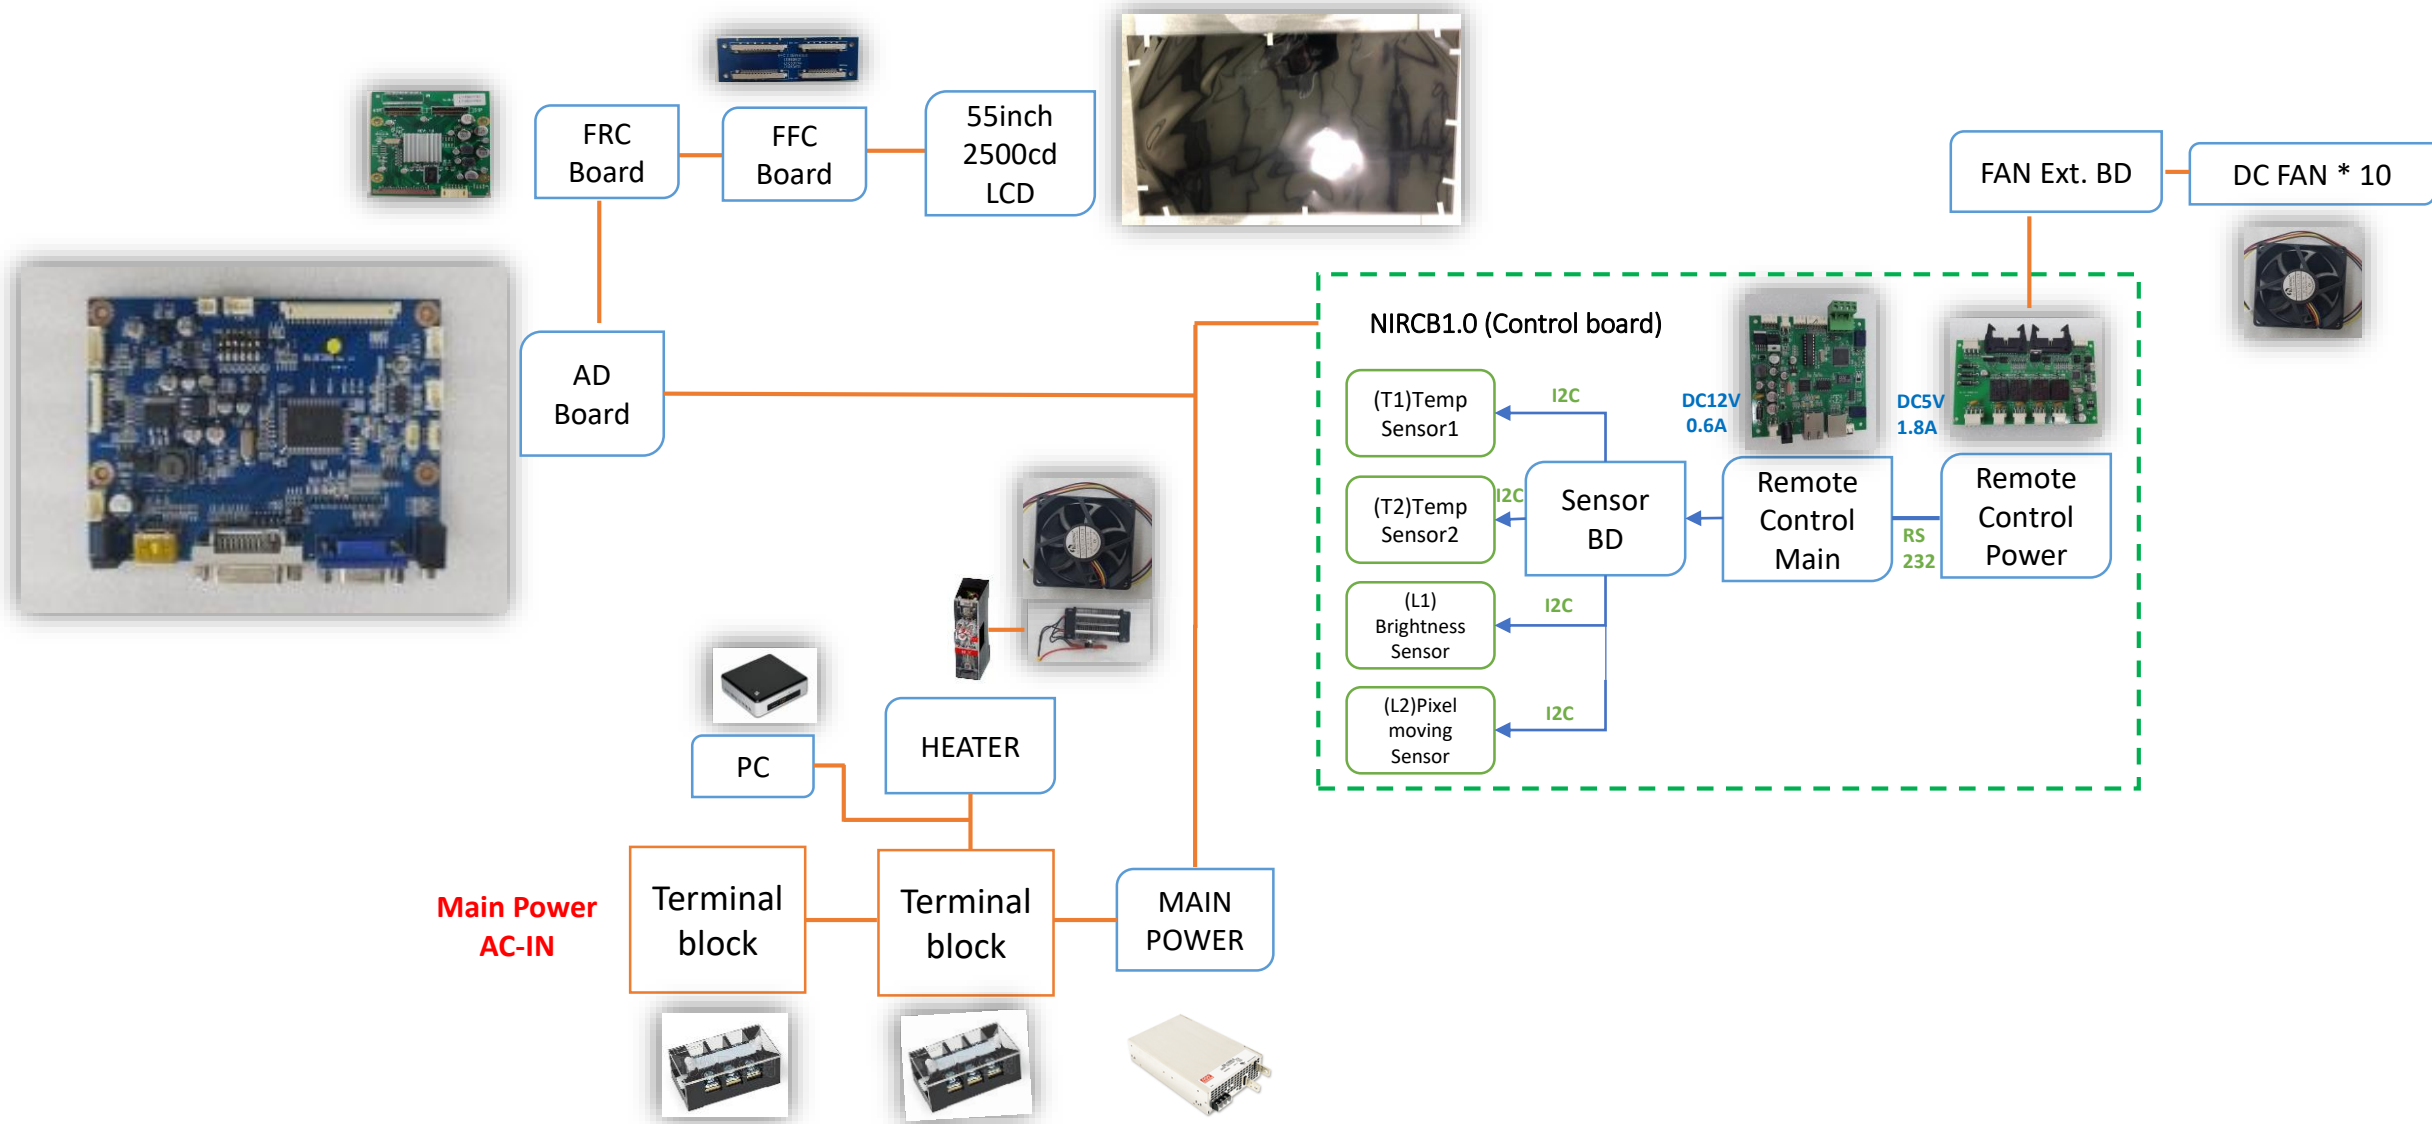 FRC
Board
FFC
Board
55inch
2500cd
LCD
FAN Ext. BD
DC FAN * 10
AD
Board
NIRCB1.0 (Control board)
(T1)Temp
Sensor1
I2C
(T2)Temp
Sensor2
I2C
(L1)
Brightness
Sensor
I2C
(L2)Pixel
moving
Sensor
I2C
Sensor
BD
DC12V
0.6A
Remote
Control
Main
DC5V
1.8A
RS
232
Remote
Control
Power
PC
HEATER
Main Power
AC-IN
Terminal
block
Terminal
block
MAIN
POWER